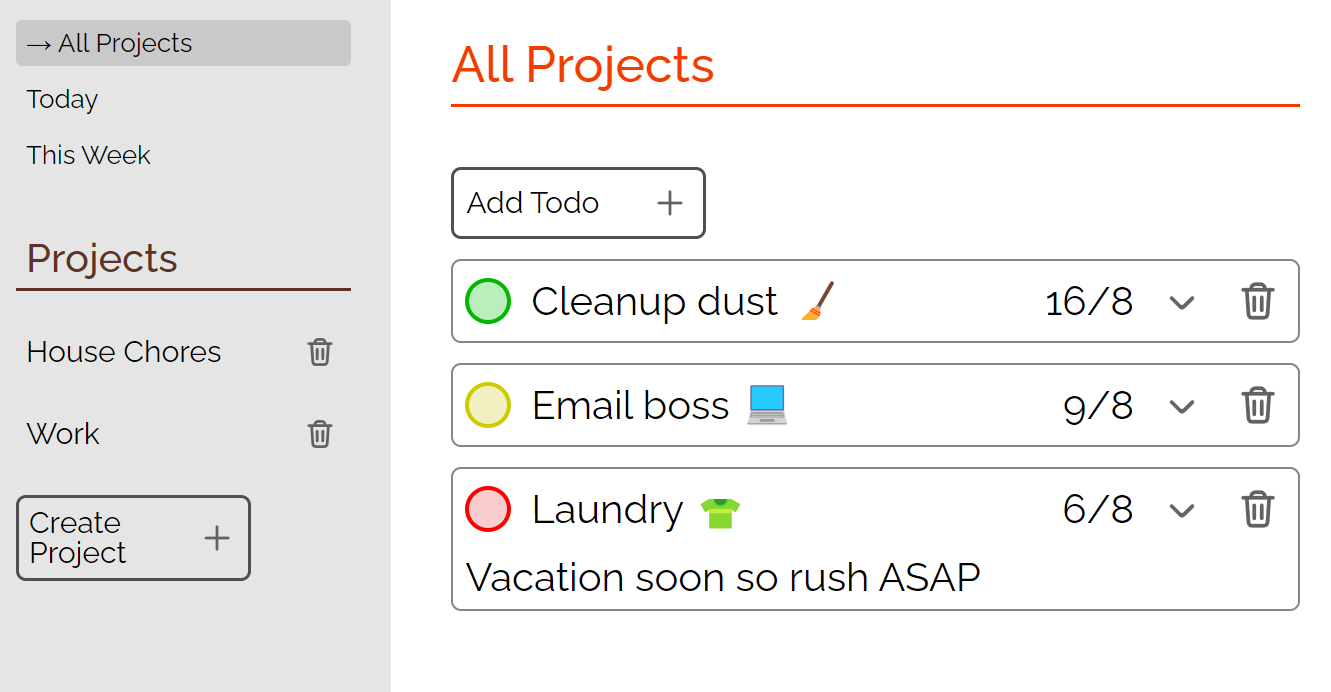 → All Projects
Today
This Week
Projects
House Chores
Work
Create
Project
All Projects
Add Todo
Cleanup dust 🧹 16/8
Email boss 💻 9/8
Laundry 👕 6/8
Vacation soon so rush ASAP